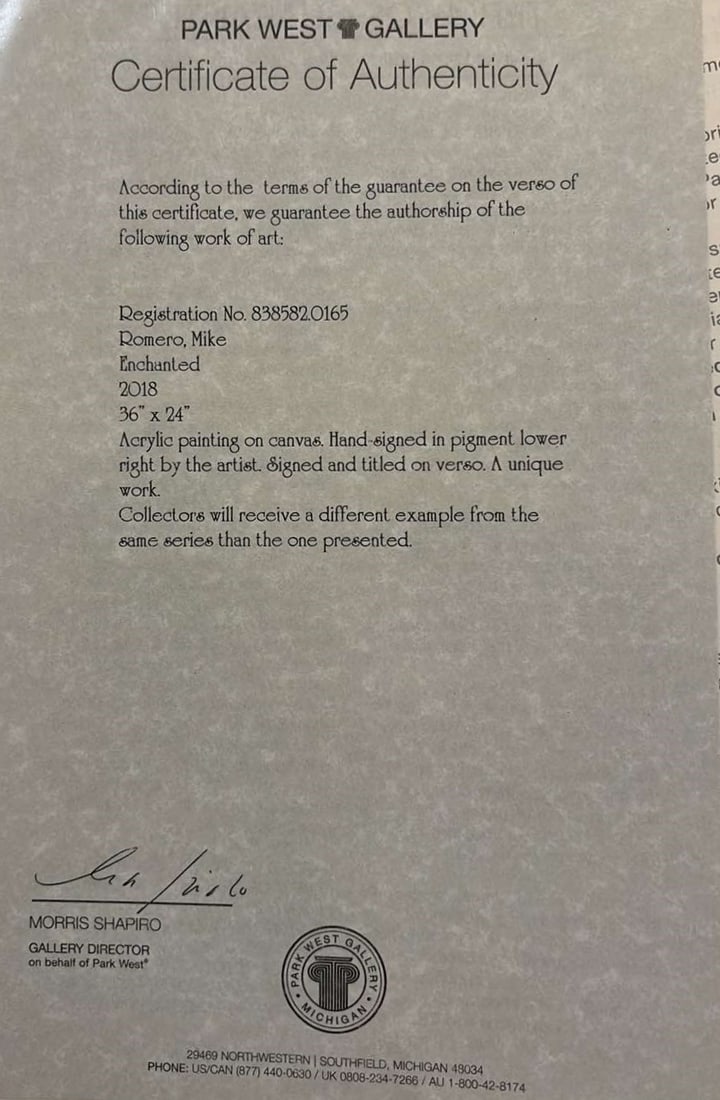 PARK WEST GALLERY
Certificate of Authenticity
According to the terms of the guarantee on the verso of
this certificate, we guarantee the authorship of the
following work of art:
Registration No. 838582.0165
Romero, Mike
Enchanted
2018
36" x 24"
Acrylic painting on canvas. Hand-signed in pigment lower
right by the artist. Signed and titled on verso. A unique
work.
Collectors will receive a different example from the
same series than the one presented.
MORRIS SHAPIRO
GALLERY DIRECTOR
on behalf of Park West®
PARK WEST GALLERY
• MICHIGAN •
29469 NORTHWESTERN | SOUTHFIELD, MICHIGAN 48034
PHONE: US/CAN (877) 440-0630 / UK 0808-234-7266 / AU 1-800-42-8174